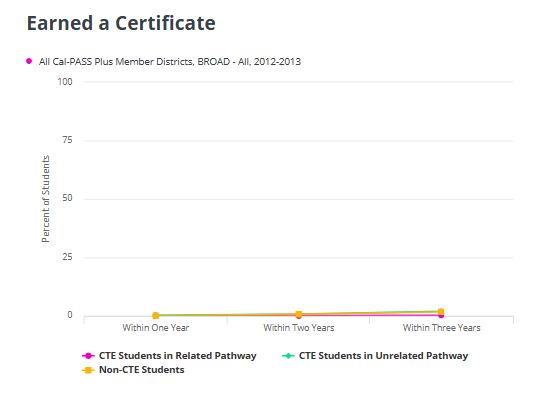 Earned a Certificate
All Cal-PASS Plus Member Districts, BROAD - All, 2012-2013
100
75
50
25
0
Percent of Students
Within One Year
Within Two Years
Within Three Years
CTE Students in Related Pathway
CTE Students in Unrelated Pathway
Non-CTE Students